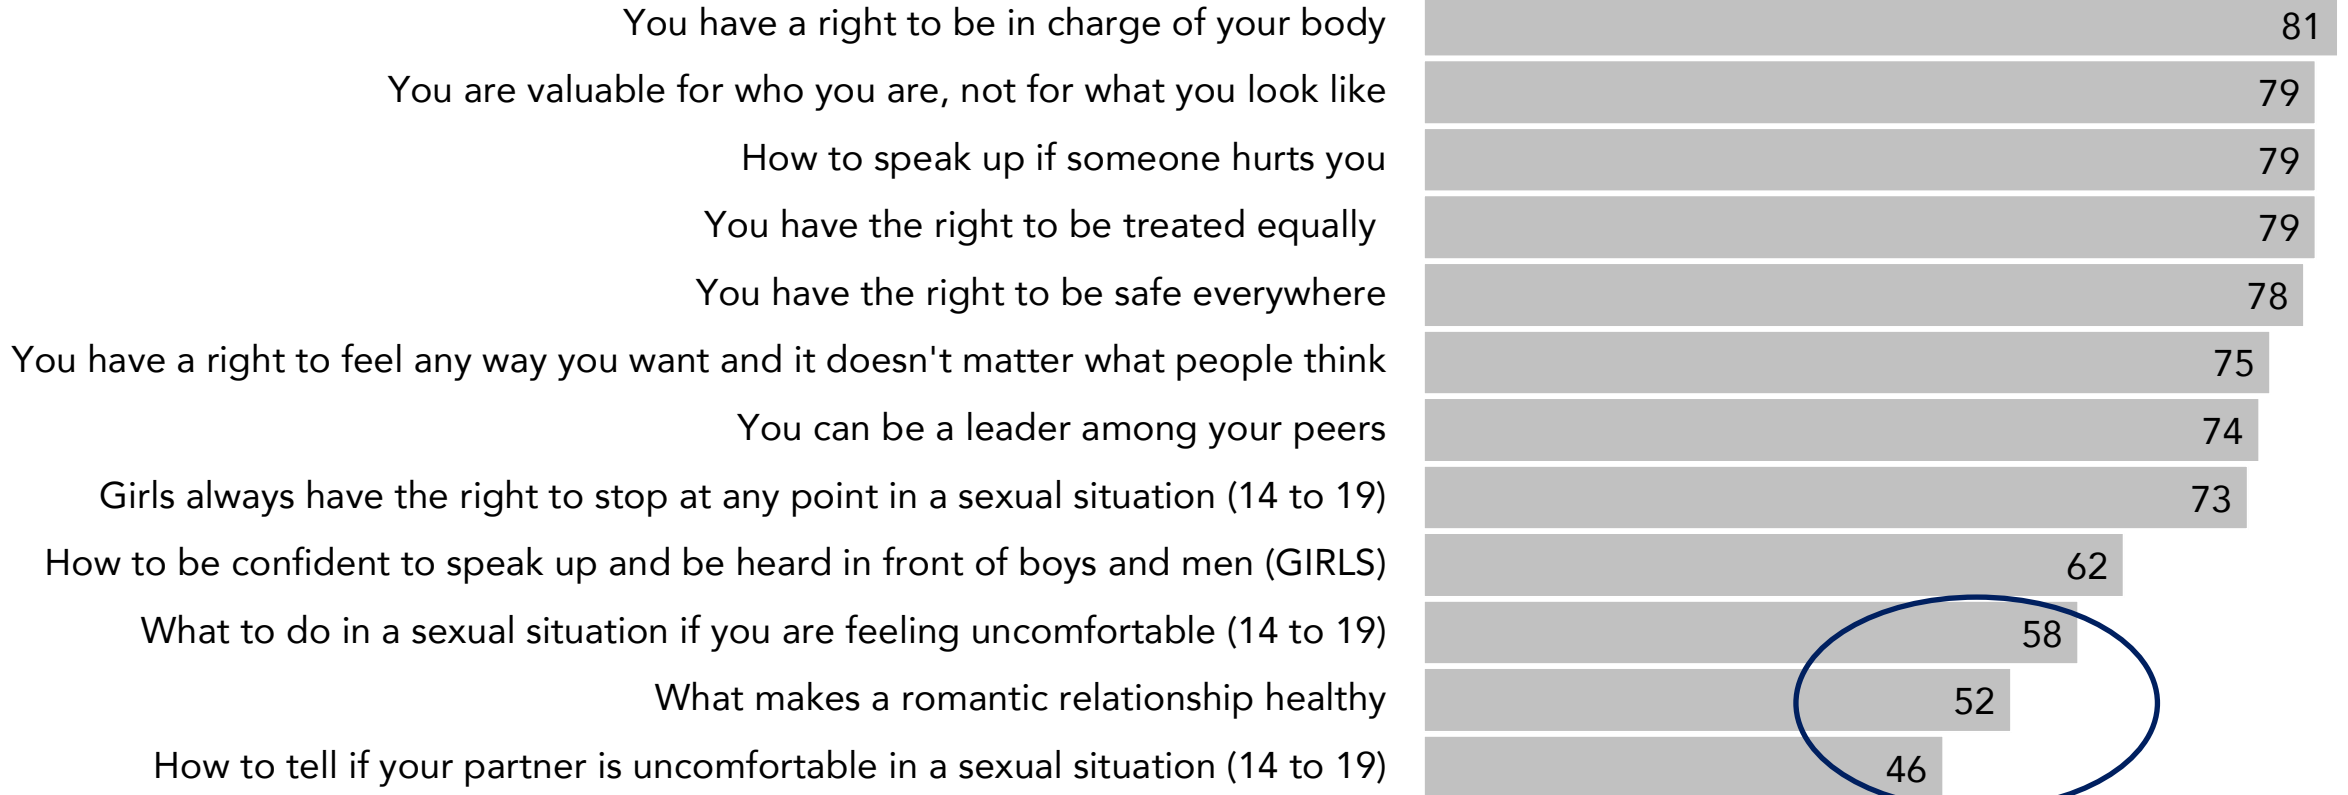 You have a right to be in charge of your body 81
You are valuable for who you are, not for what you look like 79
How to speak up if someone hurts you 79
You have the right to be treated equally 79
You have the right to be safe everywhere 78
You have a right to feel any way you want and it doesn't matter what people think 75
You can be a leader among your peers 74
Girls always have the right to stop at any point in a sexual situation (14 to 19) 73
How to be confident to speak up and be heard in front of boys and men (GIRLS) 62
What to do in a sexual situation if you are feeling uncomfortable (14 to 19) 58
What makes a romantic relationship healthy 52
How to tell if your partner is uncomfortable in a sexual situation (14 to 19) 46